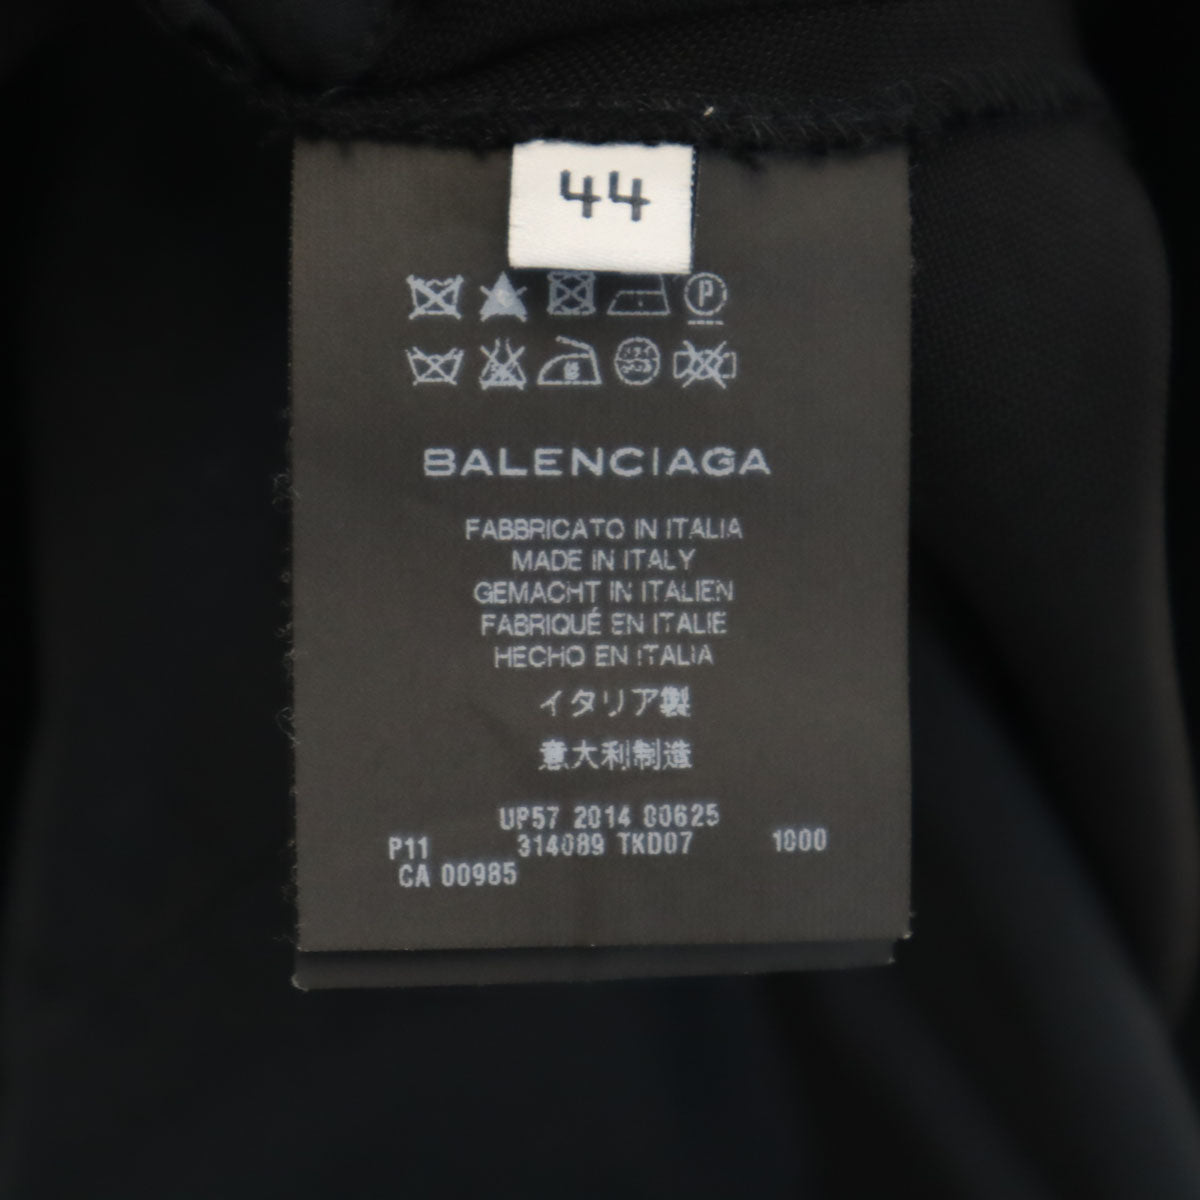 44
P
BALENCIAGA
FABBRICATO IN ITALIA
MADE IN ITALY
GEMACHT IN ITALIEN
FABRIQUÉ EN ITALIE
HECHO EN ITALIA
イタリア製
意大利制造
UP57 2014 00625
P11 314089 TKD07 1000
CA 00985